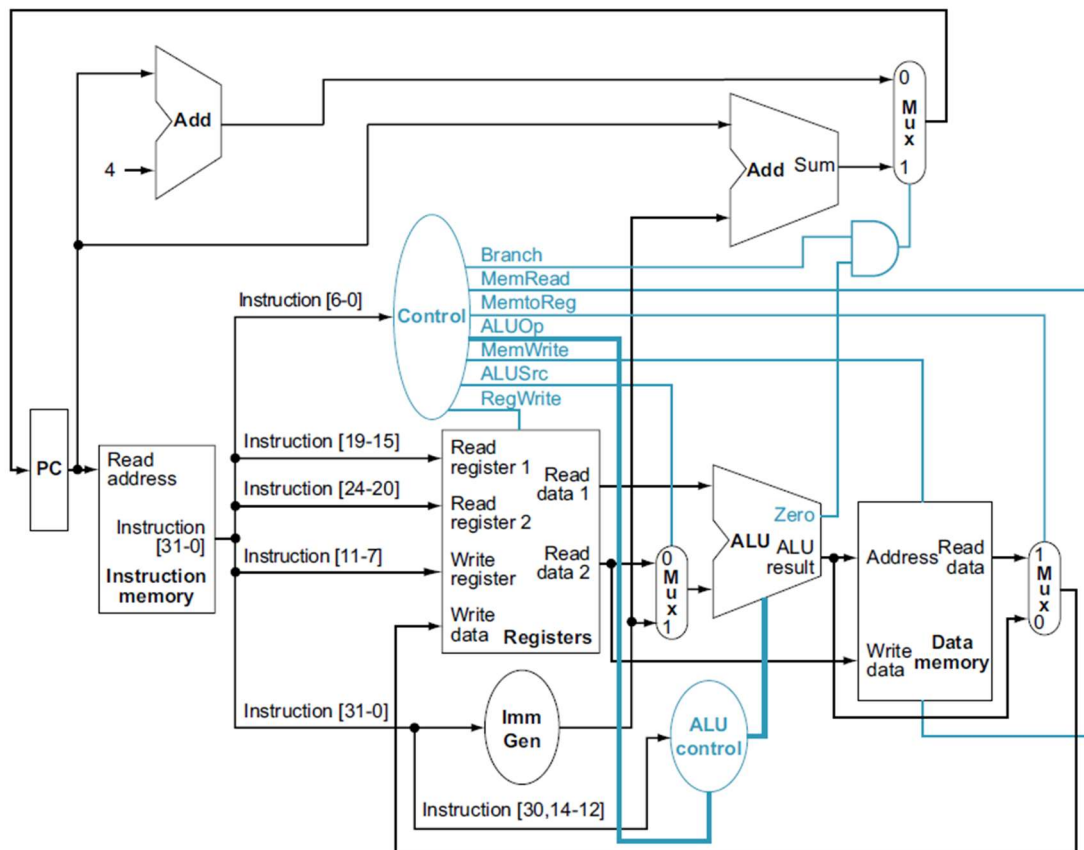 Add
4
Add Sum
0
Mux
1
Branch
MemRead
MemtoReg
ALUOp
MemWrite
ALUSrc
RegWrite
Control
Instruction [6-0]
PC
Read
address
Instruction
[31-0]
Instruction
memory
Instruction [19-15]
Instruction [24-20]
Instruction [11-7]
Instruction [31-0]
Read
register 1
Read
register 2
Write
register
Write
data
Registers
Read
data 1
Read
data 2
0
Mux
1
Zero
ALU
ALU
result
Address
Read
data
Write
data
Data
memory
1
Mux
0
Imm
Gen
ALU
control
Instruction [30,14-12]